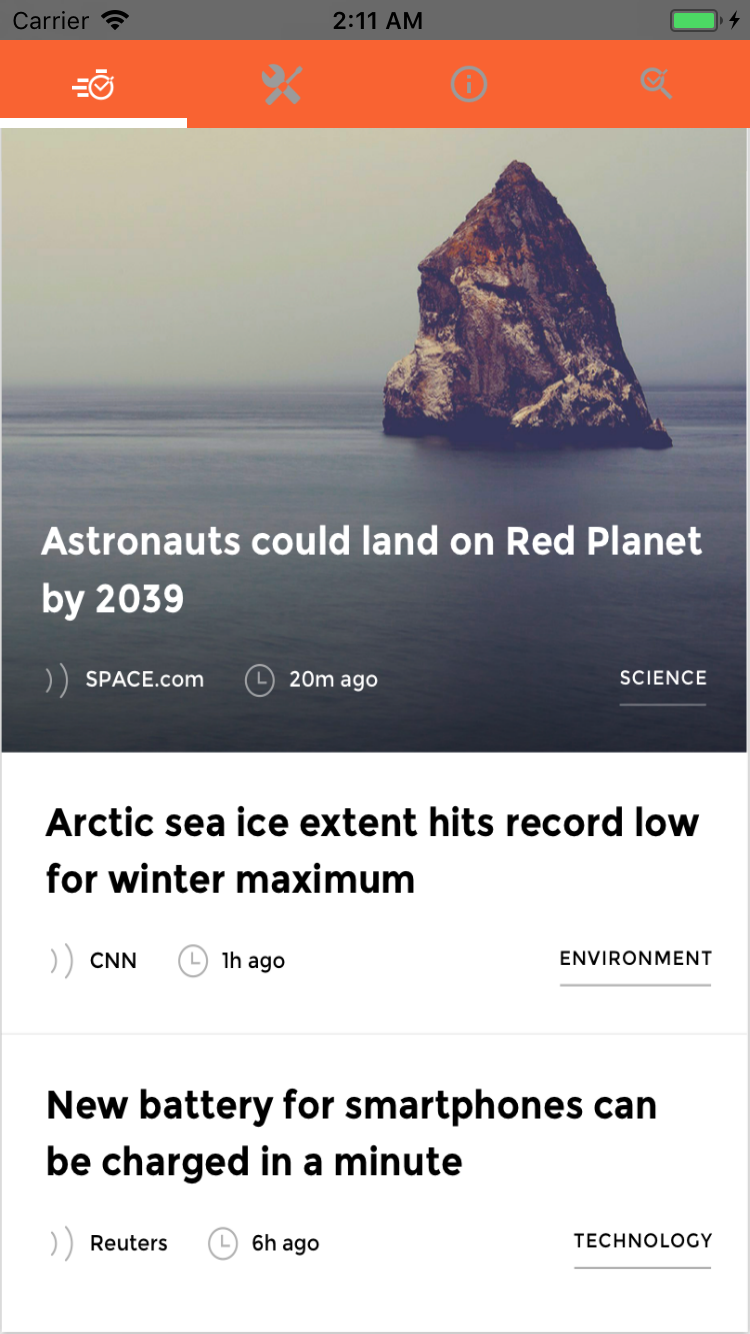 Carrier 2:11 AM
Astronauts could land on Red Planet
by 2039
SPACE.com 20m ago SCIENCE
Arctic sea ice extent hits record low
for winter maximum
CNN 1h ago ENVIRONMENT
New battery for smartphones can
be charged in a minute
Reuters 6h ago TECHNOLOGY